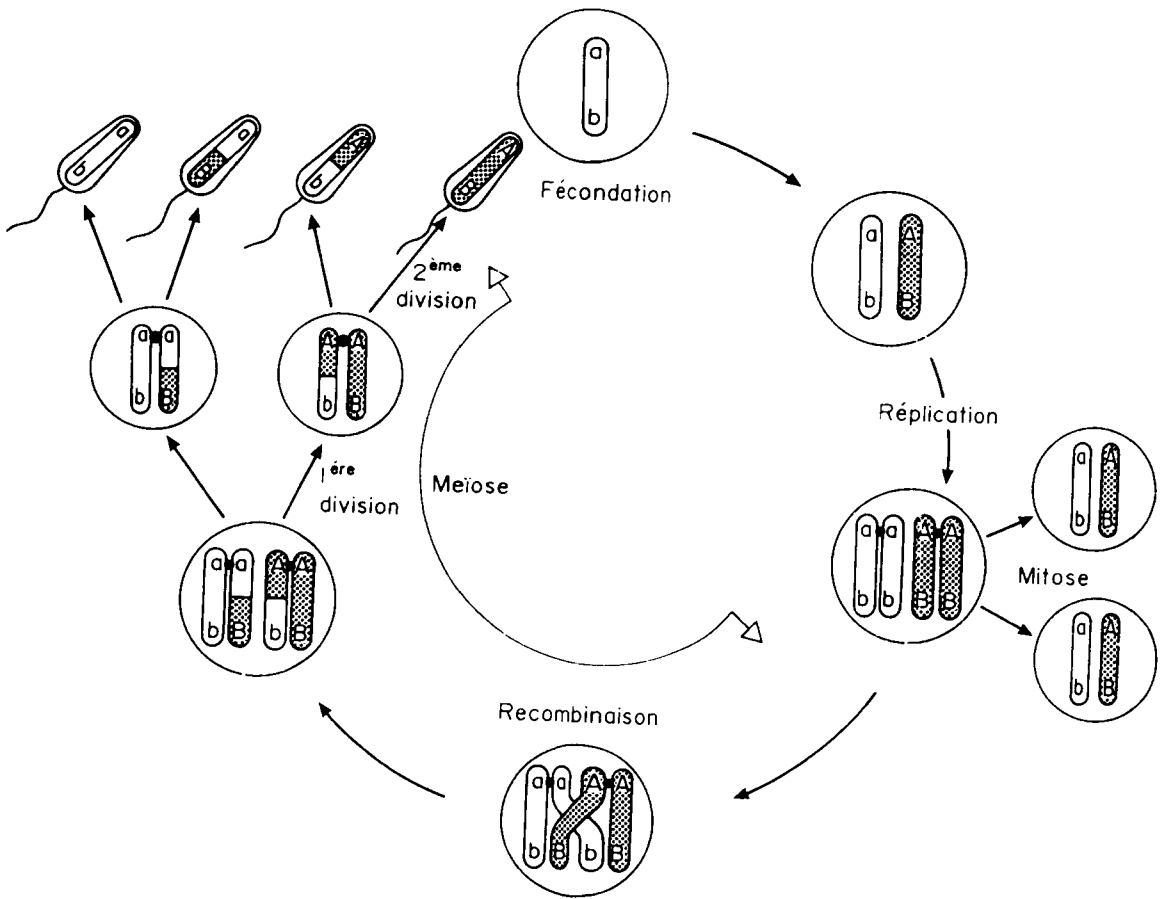 a
b
Fécondation
a
b
a
B
A
b
A
B
a A
b B
2ème
division
a a
b B
A A
b B
Réplication
1ère
division
Meïose
a a A A
b b B B
a A
b B
Mitose
a A
b B
a a A A
b B b B
Recombinaison
a a A A
b B b B